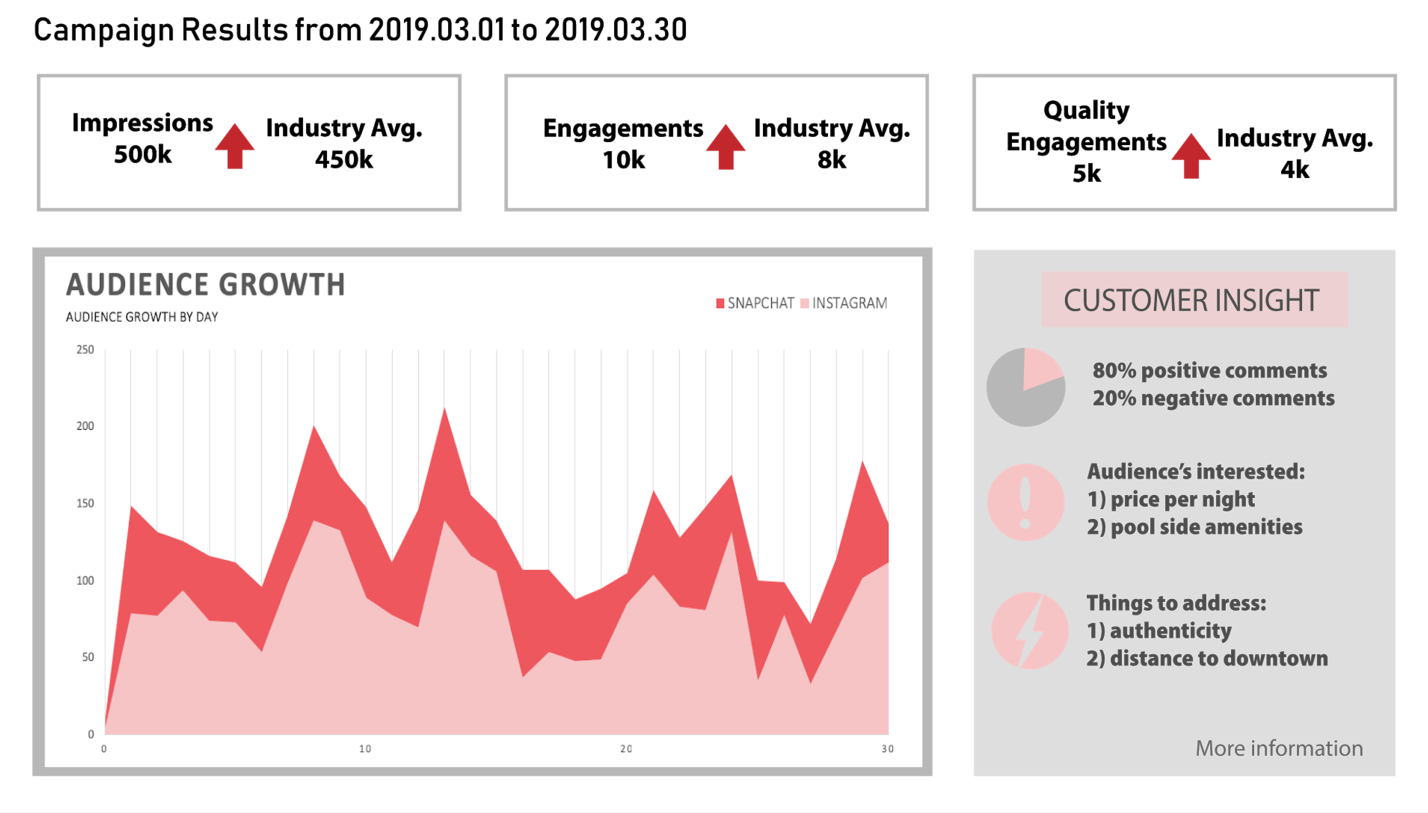 Campaign Results from 2019.03.01 to 2019.03.30
Impressions
500k
Industry Avg.
450k
Engagements
10k
Industry Avg.
8k
Quality
Engagements
5k
Industry Avg.
4k
AUDIENCE GROWTH
AUDIENCE GROWTH BY DAY
SNAPCHAT INSTAGRAM
250
200
150
100
50
0
0 10 20 30
CUSTOMER INSIGHT
80% positive comments
20% negative comments
Audience's interested:
1) price per night
2) pool side amenities
Things to address:
1) authenticity
2) distance to downtown
More information